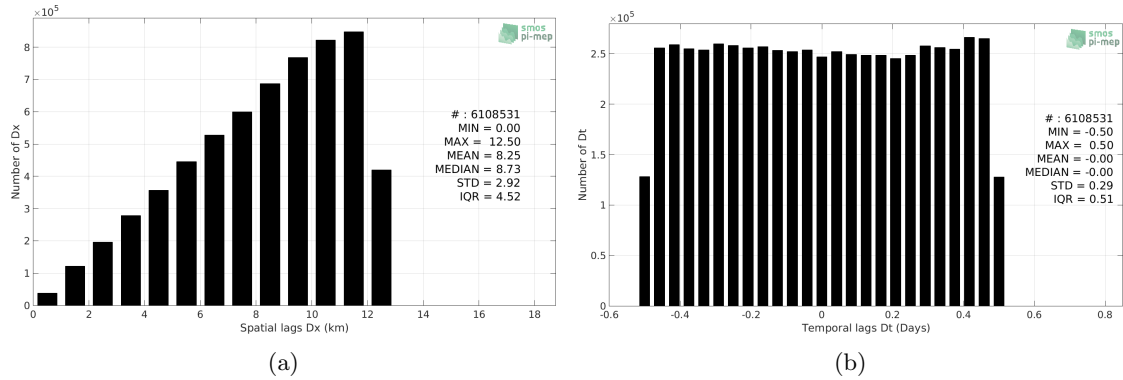 ×10⁵
9
8
7
6
5
4
3
2
1
0
Number of Dx
smos
pi-mep
# : 6108531
MIN = 0.00
MAX = 12.50
MEAN = 8.25
MEDIAN = 8.73
STD = 2.92
IQR = 4.52
0 2 4 6 8 10 12 14 16 18
Spatial lags Dx (km)
(a)
×10⁵
2.5
2
1.5
1
0.5
0
Number of Dt
smos
pi-mep
# : 6108531
MIN = -0.50
MAX = 0.50
MEAN = -0.00
MEDIAN = -0.00
STD = 0.29
IQR = 0.51
-0.6 -0.4 -0.2 0 0.2 0.4 0.6 0.8
Temporal lags Dt (Days)
(b)